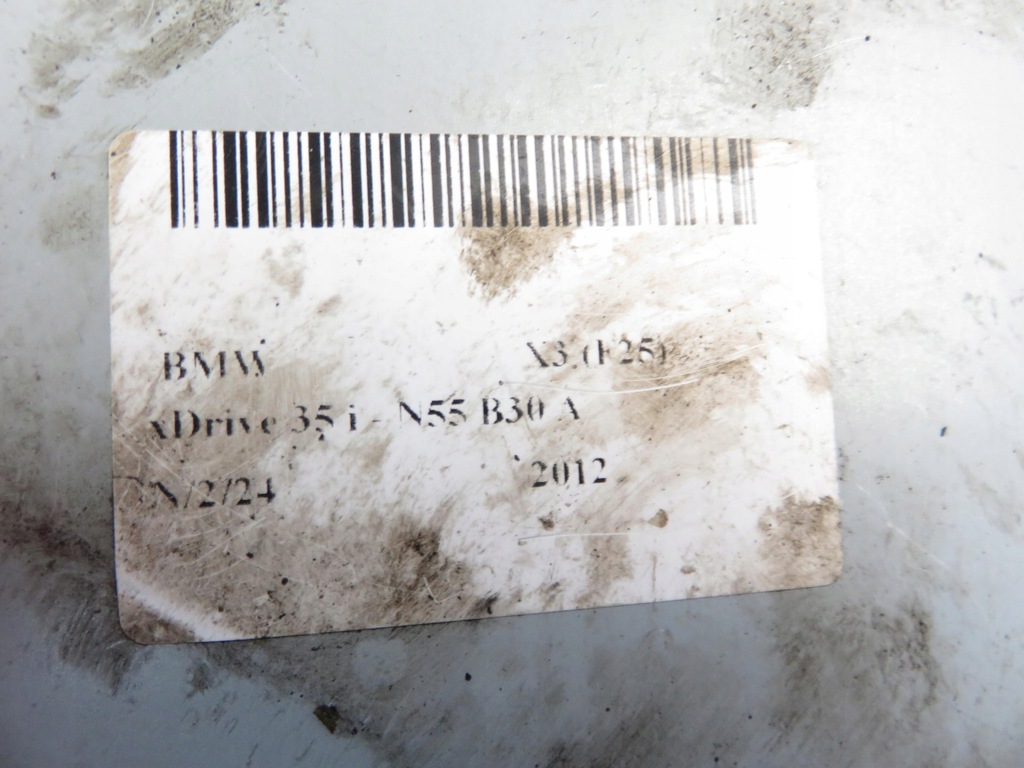 BMW X3 (F25)
xDrive 35 i - N55 B30 A
N/2/24 2012